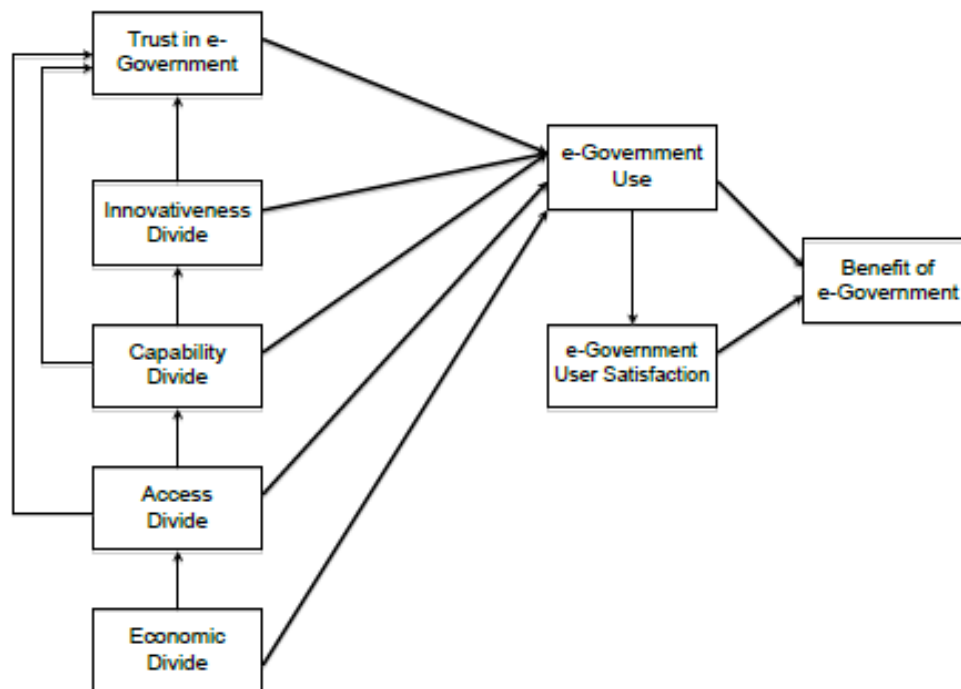 Trust in e-
Government
e-Government
Use
Innovativeness
Divide
Benefit of
e-Government
Capability
Divide
e-Government
User Satisfaction
Access
Divide
Economic
Divide